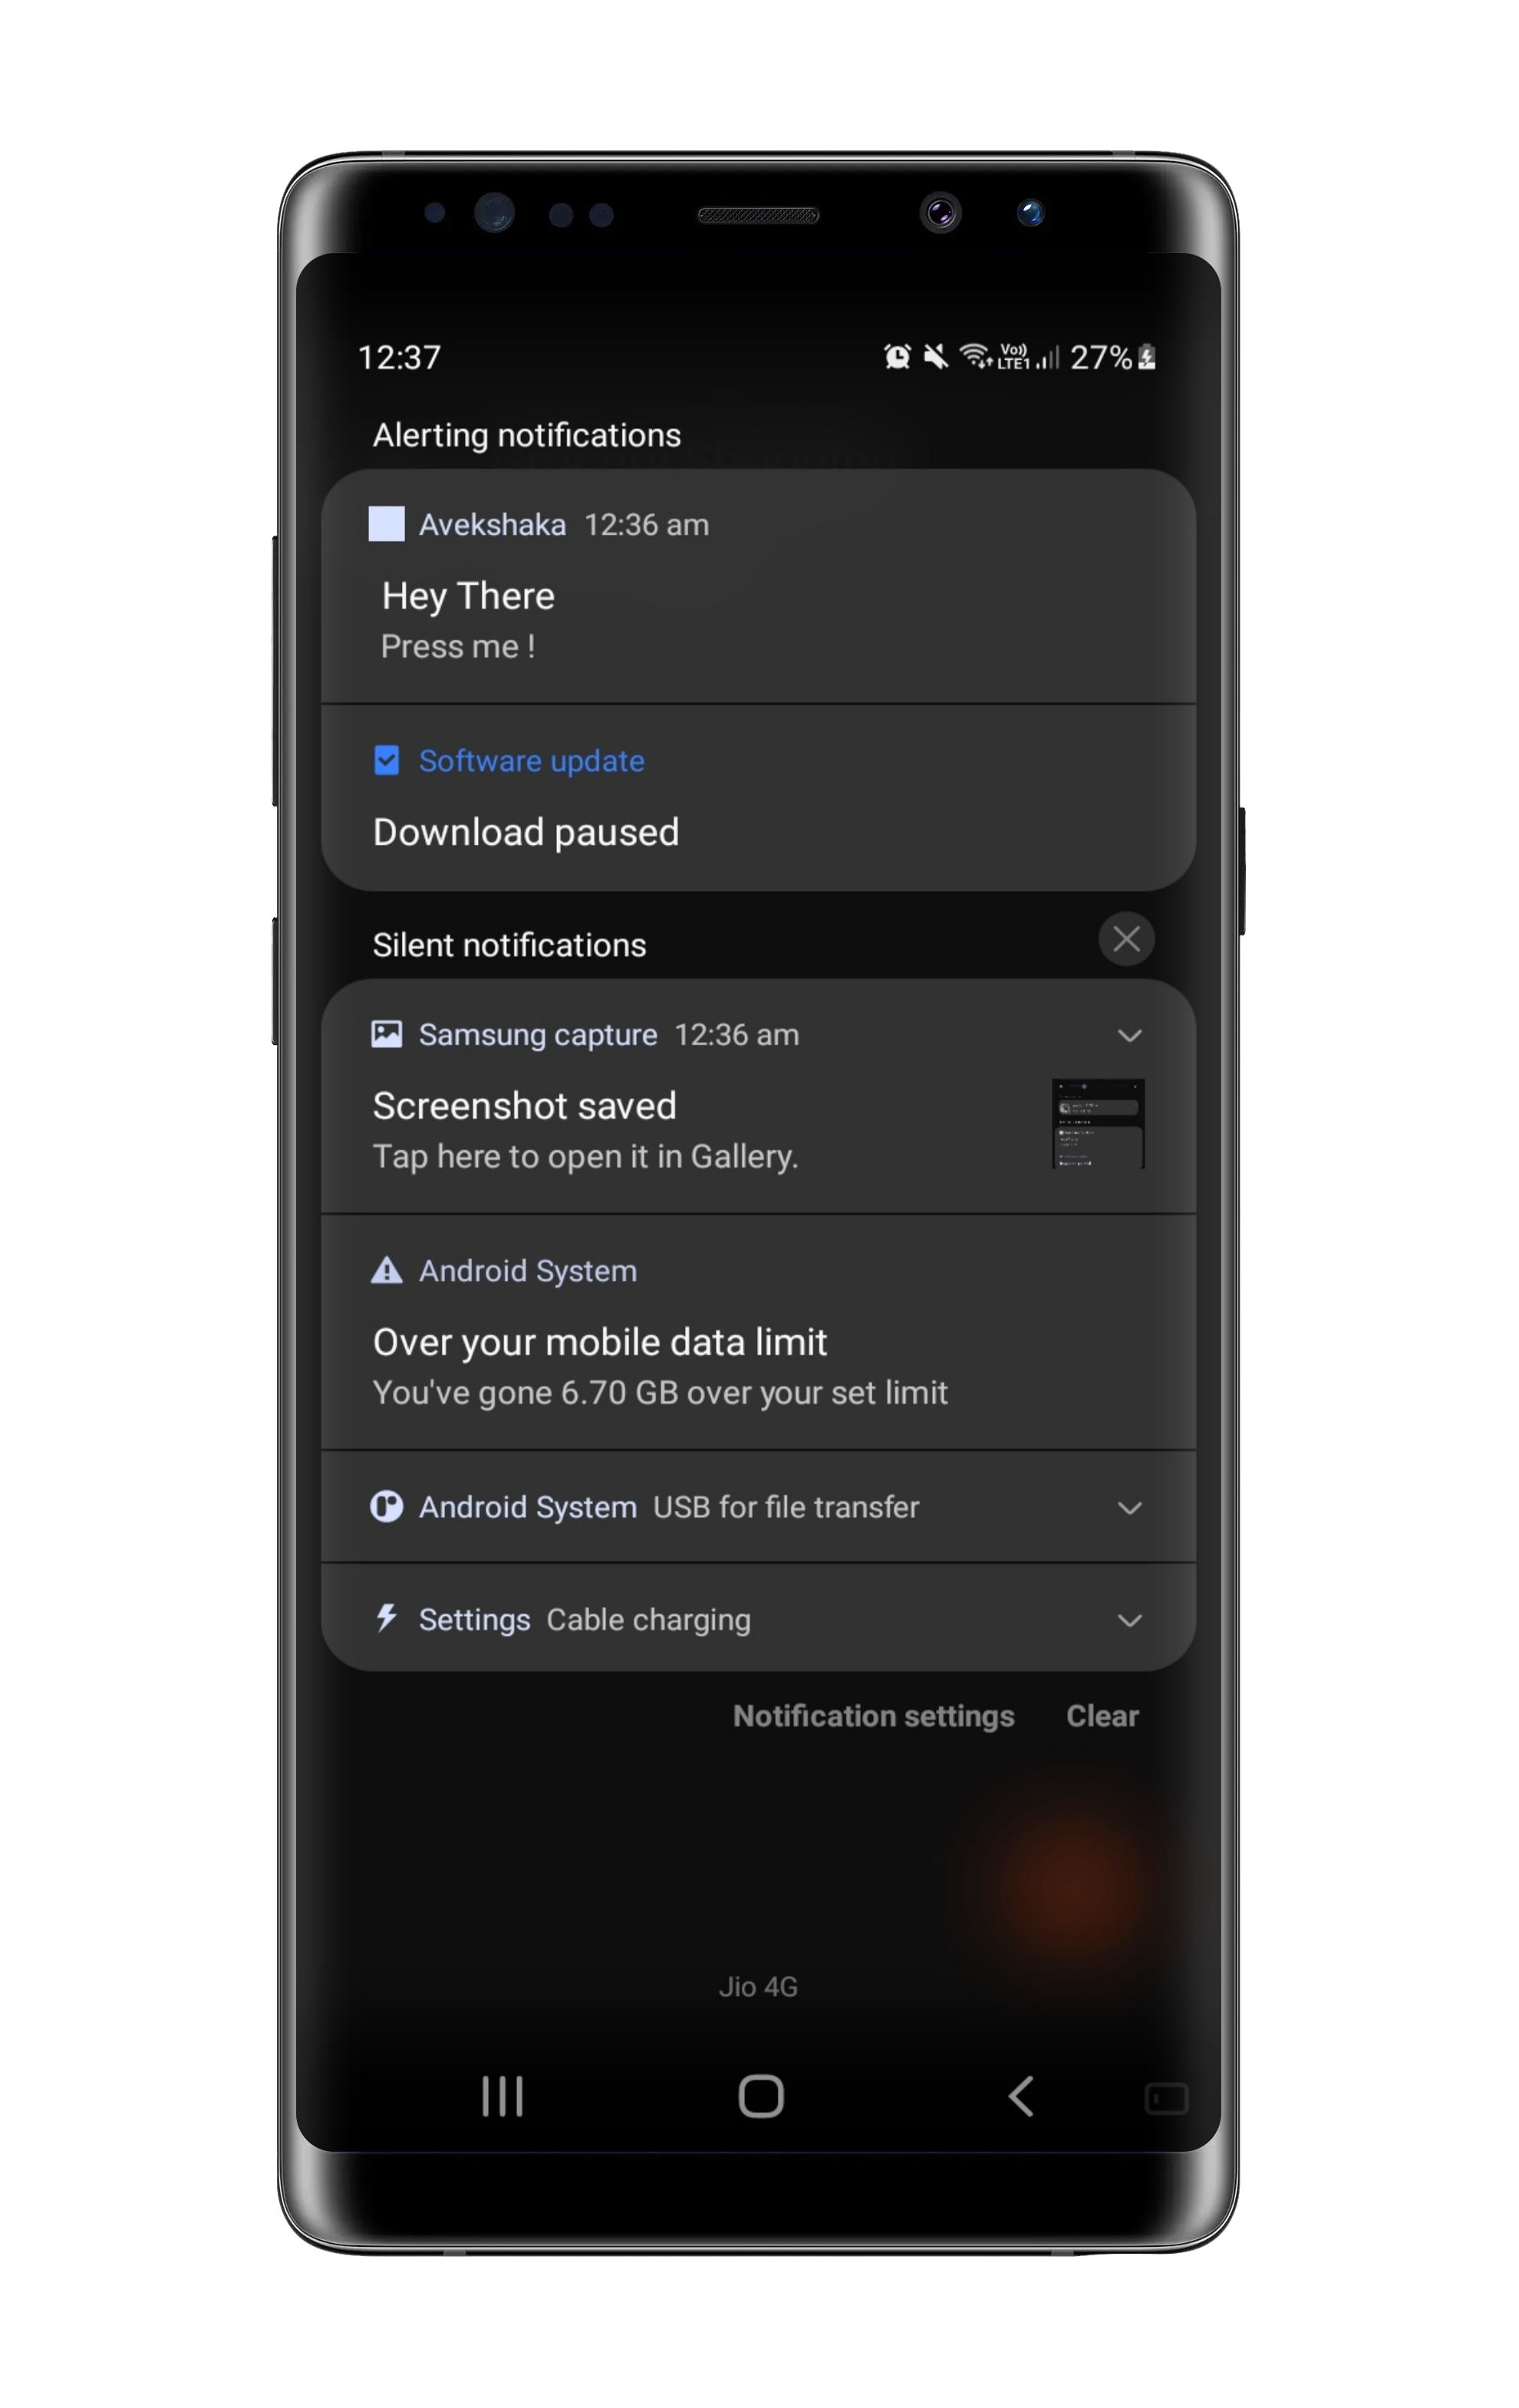 12:37
Vo)) LTE1 27%
Alerting notifications
Avekshaka 12:36 am
Hey There
Press me !
Software update
Download paused
Silent notifications
Samsung capture 12:36 am
Screenshot saved
Tap here to open it in Gallery.
Android System
Over your mobile data limit
You've gone 6.70 GB over your set limit
Android System USB for file transfer
Settings Cable charging
Notification settings Clear
Jio 4G